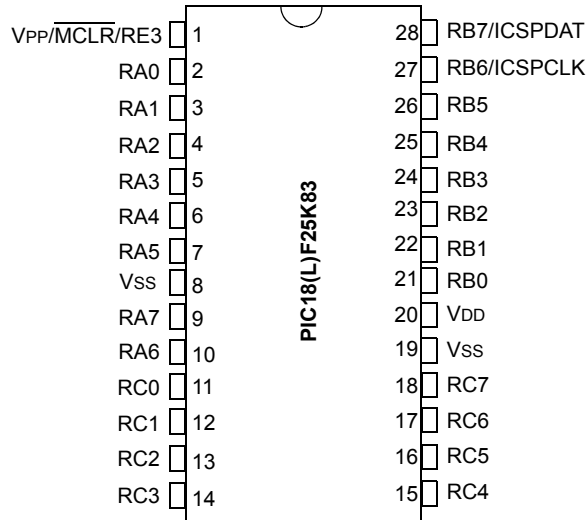 VPP/MCLR/RE3 1
RA0 2
RA1 3
RA2 4
RA3 5
RA4 6
RA5 7
VSS 8
RA7 9
RA6 10
RC0 11
RC1 12
RC2 13
RC3 14
PIC18(L)F25K83
28 RB7/ICSPDAT
27 RB6/ICSPCLK
26 RB5
25 RB4
24 RB3
23 RB2
22 RB1
21 RB0
20 VDD
19 VSS
18 RC7
17 RC6
16 RC5
15 RC4